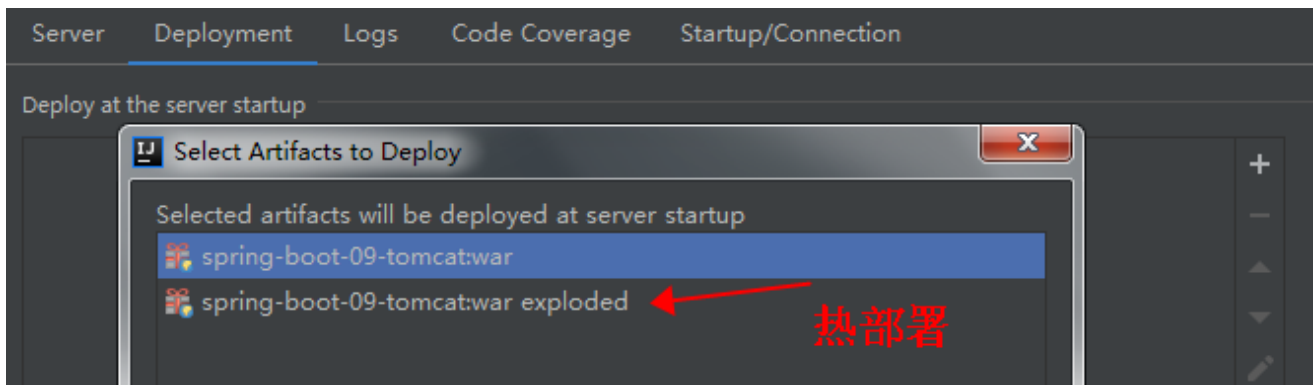 Server Deployment Logs Code Coverage Startup/Connection
Deploy at the server startup
Select Artifacts to Deploy
Selected artifacts will be deployed at server startup
spring-boot-09-tomcat:war
spring-boot-09-tomcat:war exploded
热部署